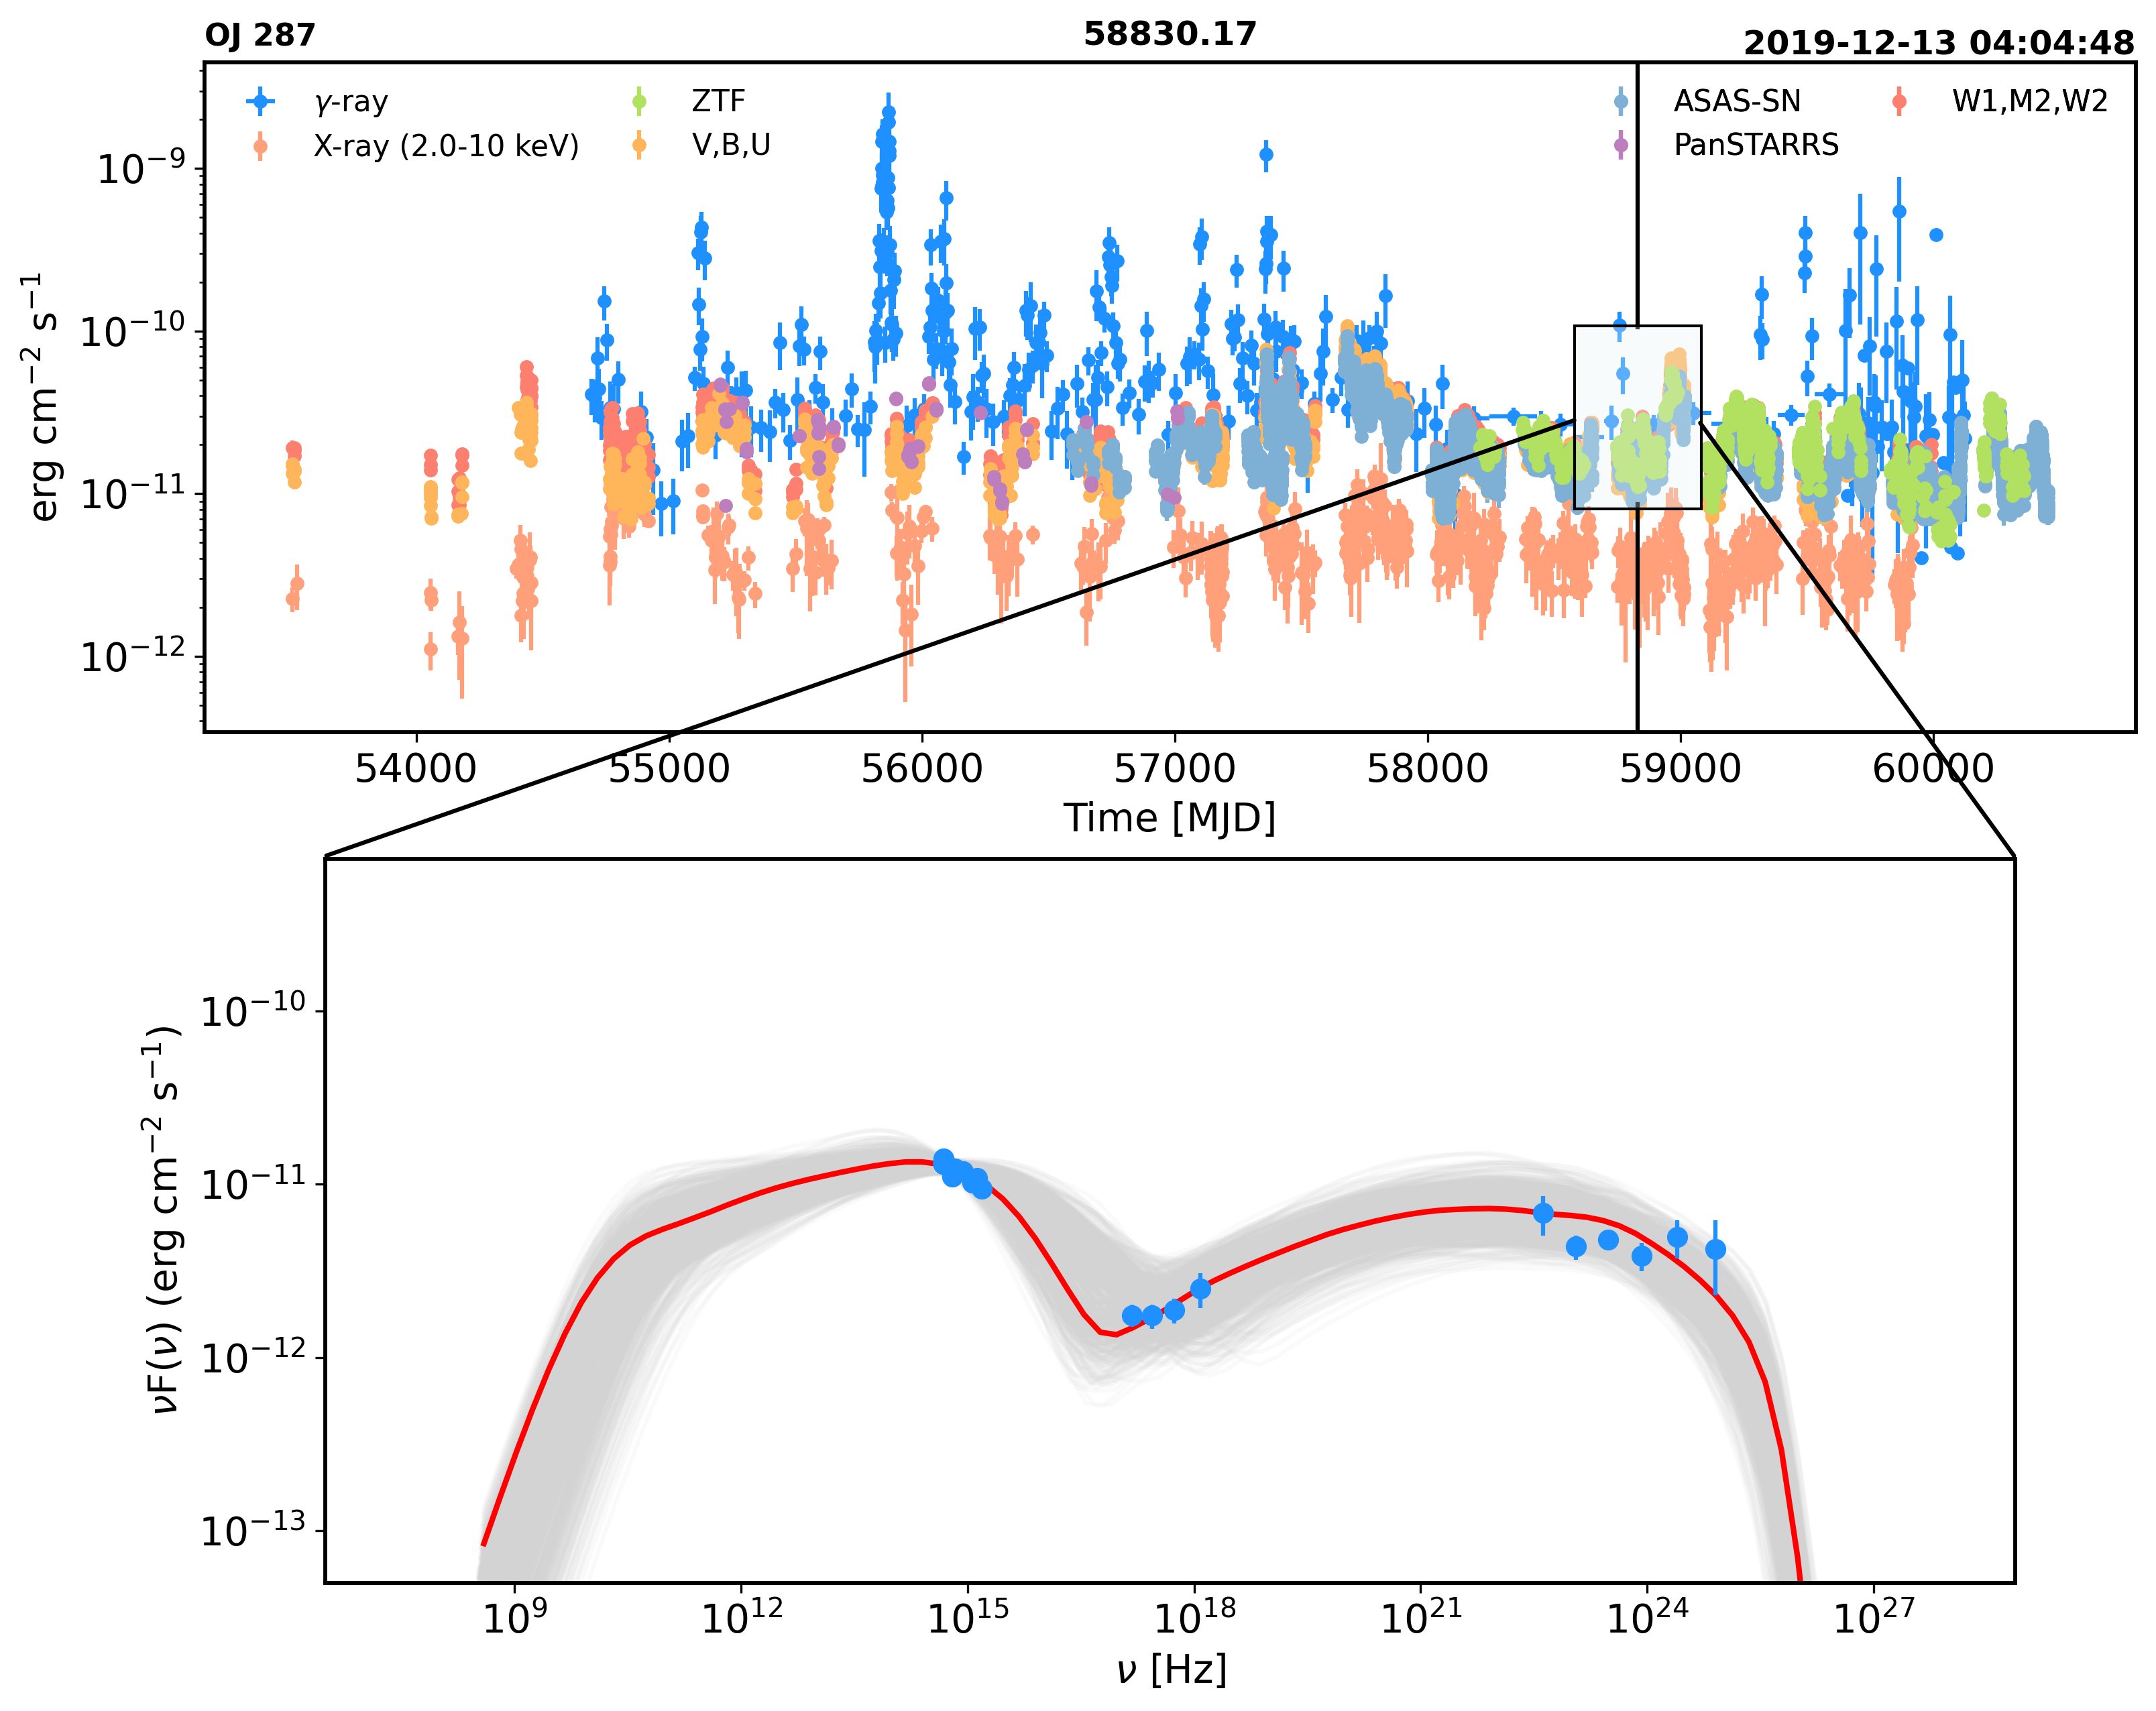 OJ 287 58830.17 2019-12-13 04:04:48
γ-ray ZTF ASAS-SN W1,M2,W2
X-ray (2.0-10 keV) V,B,U PanSTARRS
10⁻⁹
10⁻¹⁰
10⁻¹¹
10⁻¹²
erg cm⁻² s⁻¹
54000 55000 56000 57000 58000 59000 60000
Time [MJD]
10⁻¹⁰
10⁻¹¹
10⁻¹²
10⁻¹³
νF(ν) (erg cm⁻² s⁻¹)
10⁹ 10¹² 10¹⁵ 10¹⁸ 10²¹ 10²⁴ 10²⁷
ν [Hz]